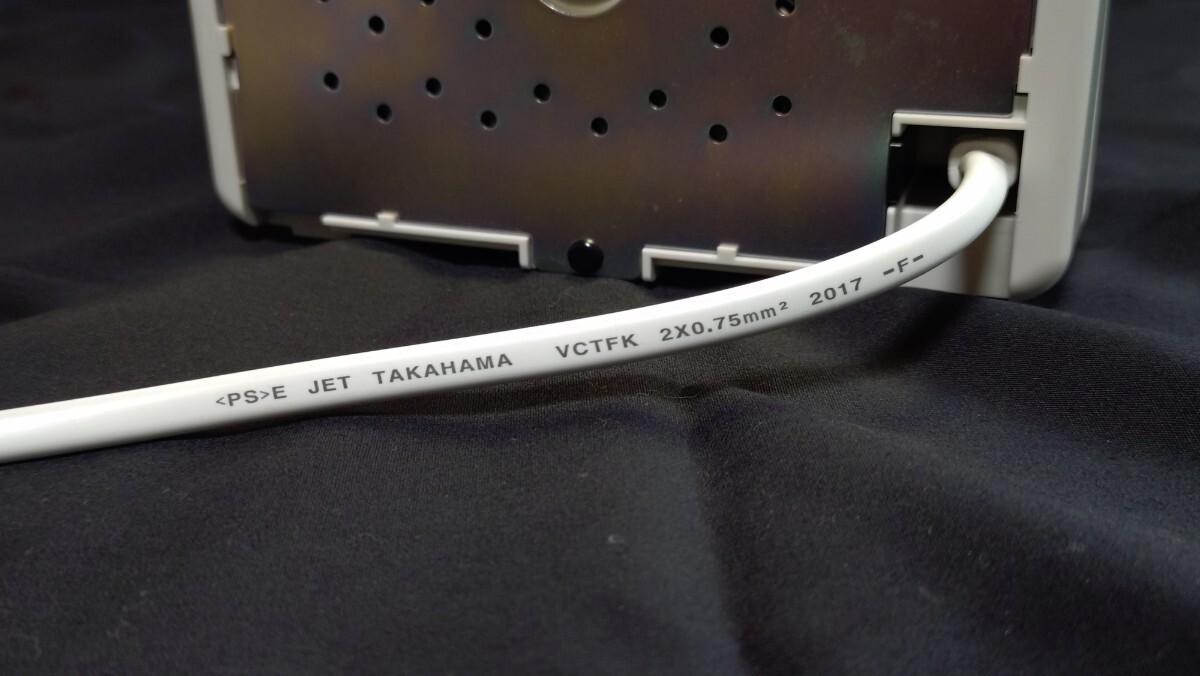 <PS>E JET TAKAHAMA VCTFK 2X0.75mm² 2017 -F-